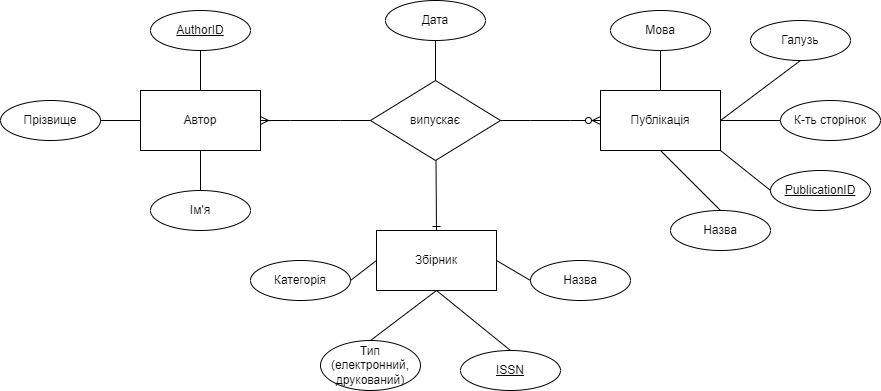 AuthorID
Дата
Мова
Галузь
Прізвище
Автор
випускає
Публікація
К-ть сторінок
PublicationID
Ім'я
Назва
Збірник
Категорія
Назва
Тип
(електронний,
друкований)
ISSN